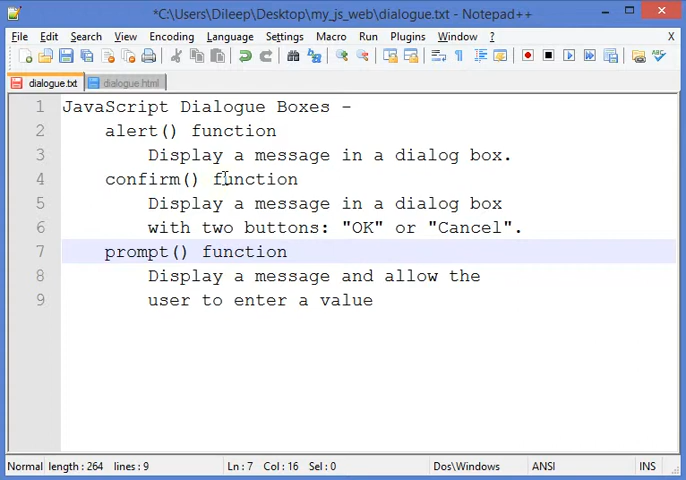 *C:\Users\Dileep\Desktop\my_js_web\dialogue.txt - Notepad++
File Edit Search View Encoding Language Settings Macro Run Plugins Window ?
dialogue.txt dialogue.html
1 JavaScript Dialogue Boxes -
2 alert() function
3 Display a message in a dialog box.
4 confirm() function
5 Display a message in a dialog box
6 with two buttons: "OK" or "Cancel".
7 prompt() function
8 Display a message and allow the
9 user to enter a value
Normal length : 264 lines : 9 Ln : 7 Col : 16 Sel : 0 Dos\Windows ANSI INS